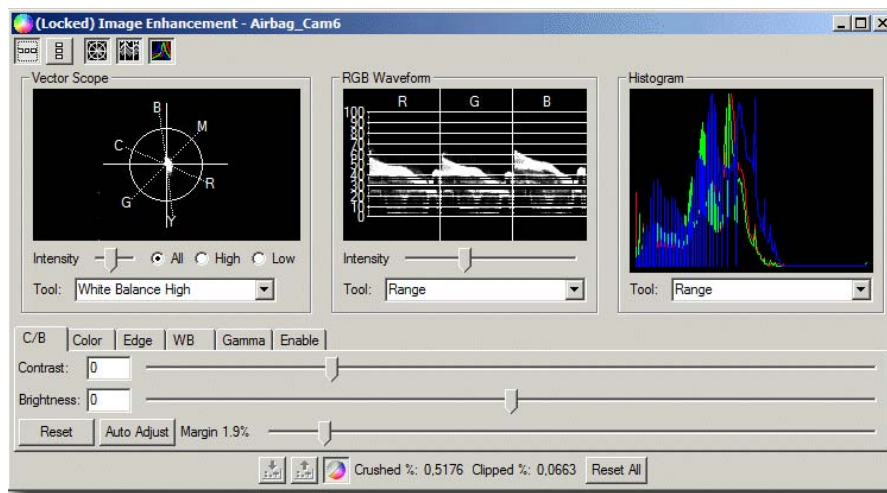 (Locked) Image Enhancement - Airbag_Cam6
Vector Scope
B
M
C
R
G
Y
Intensity All High Low
Tool: White Balance High
RGB Waveform
R G B
100
90
80
70
60
50
40
30
20
10
0
Intensity
Tool: Range
Histogram
Tool: Range
C/B Color Edge WB Gamma Enable
Contrast: 0
Brightness: 0
Reset Auto Adjust Margin 1.9%
Crushed %: 0,5176 Clipped %: 0,0663 Reset All